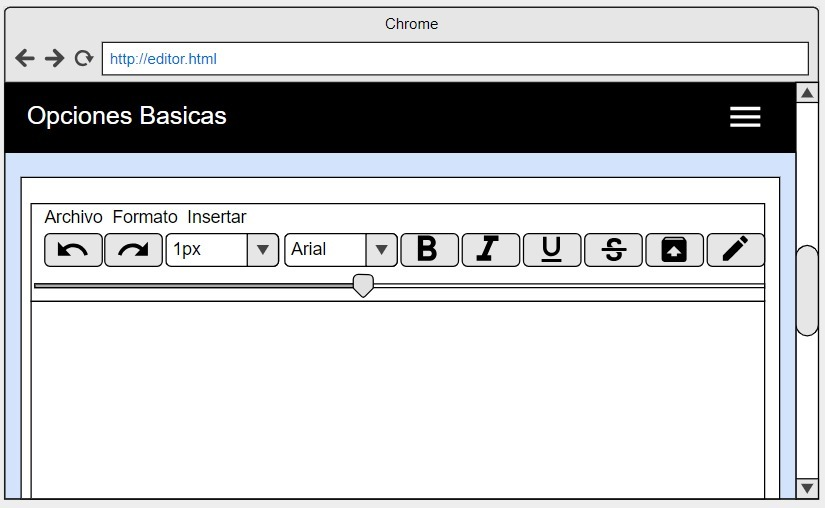 Chrome
http://editor.html
Opciones Basicas
Archivo Formato Insertar
1px Arial B I U S